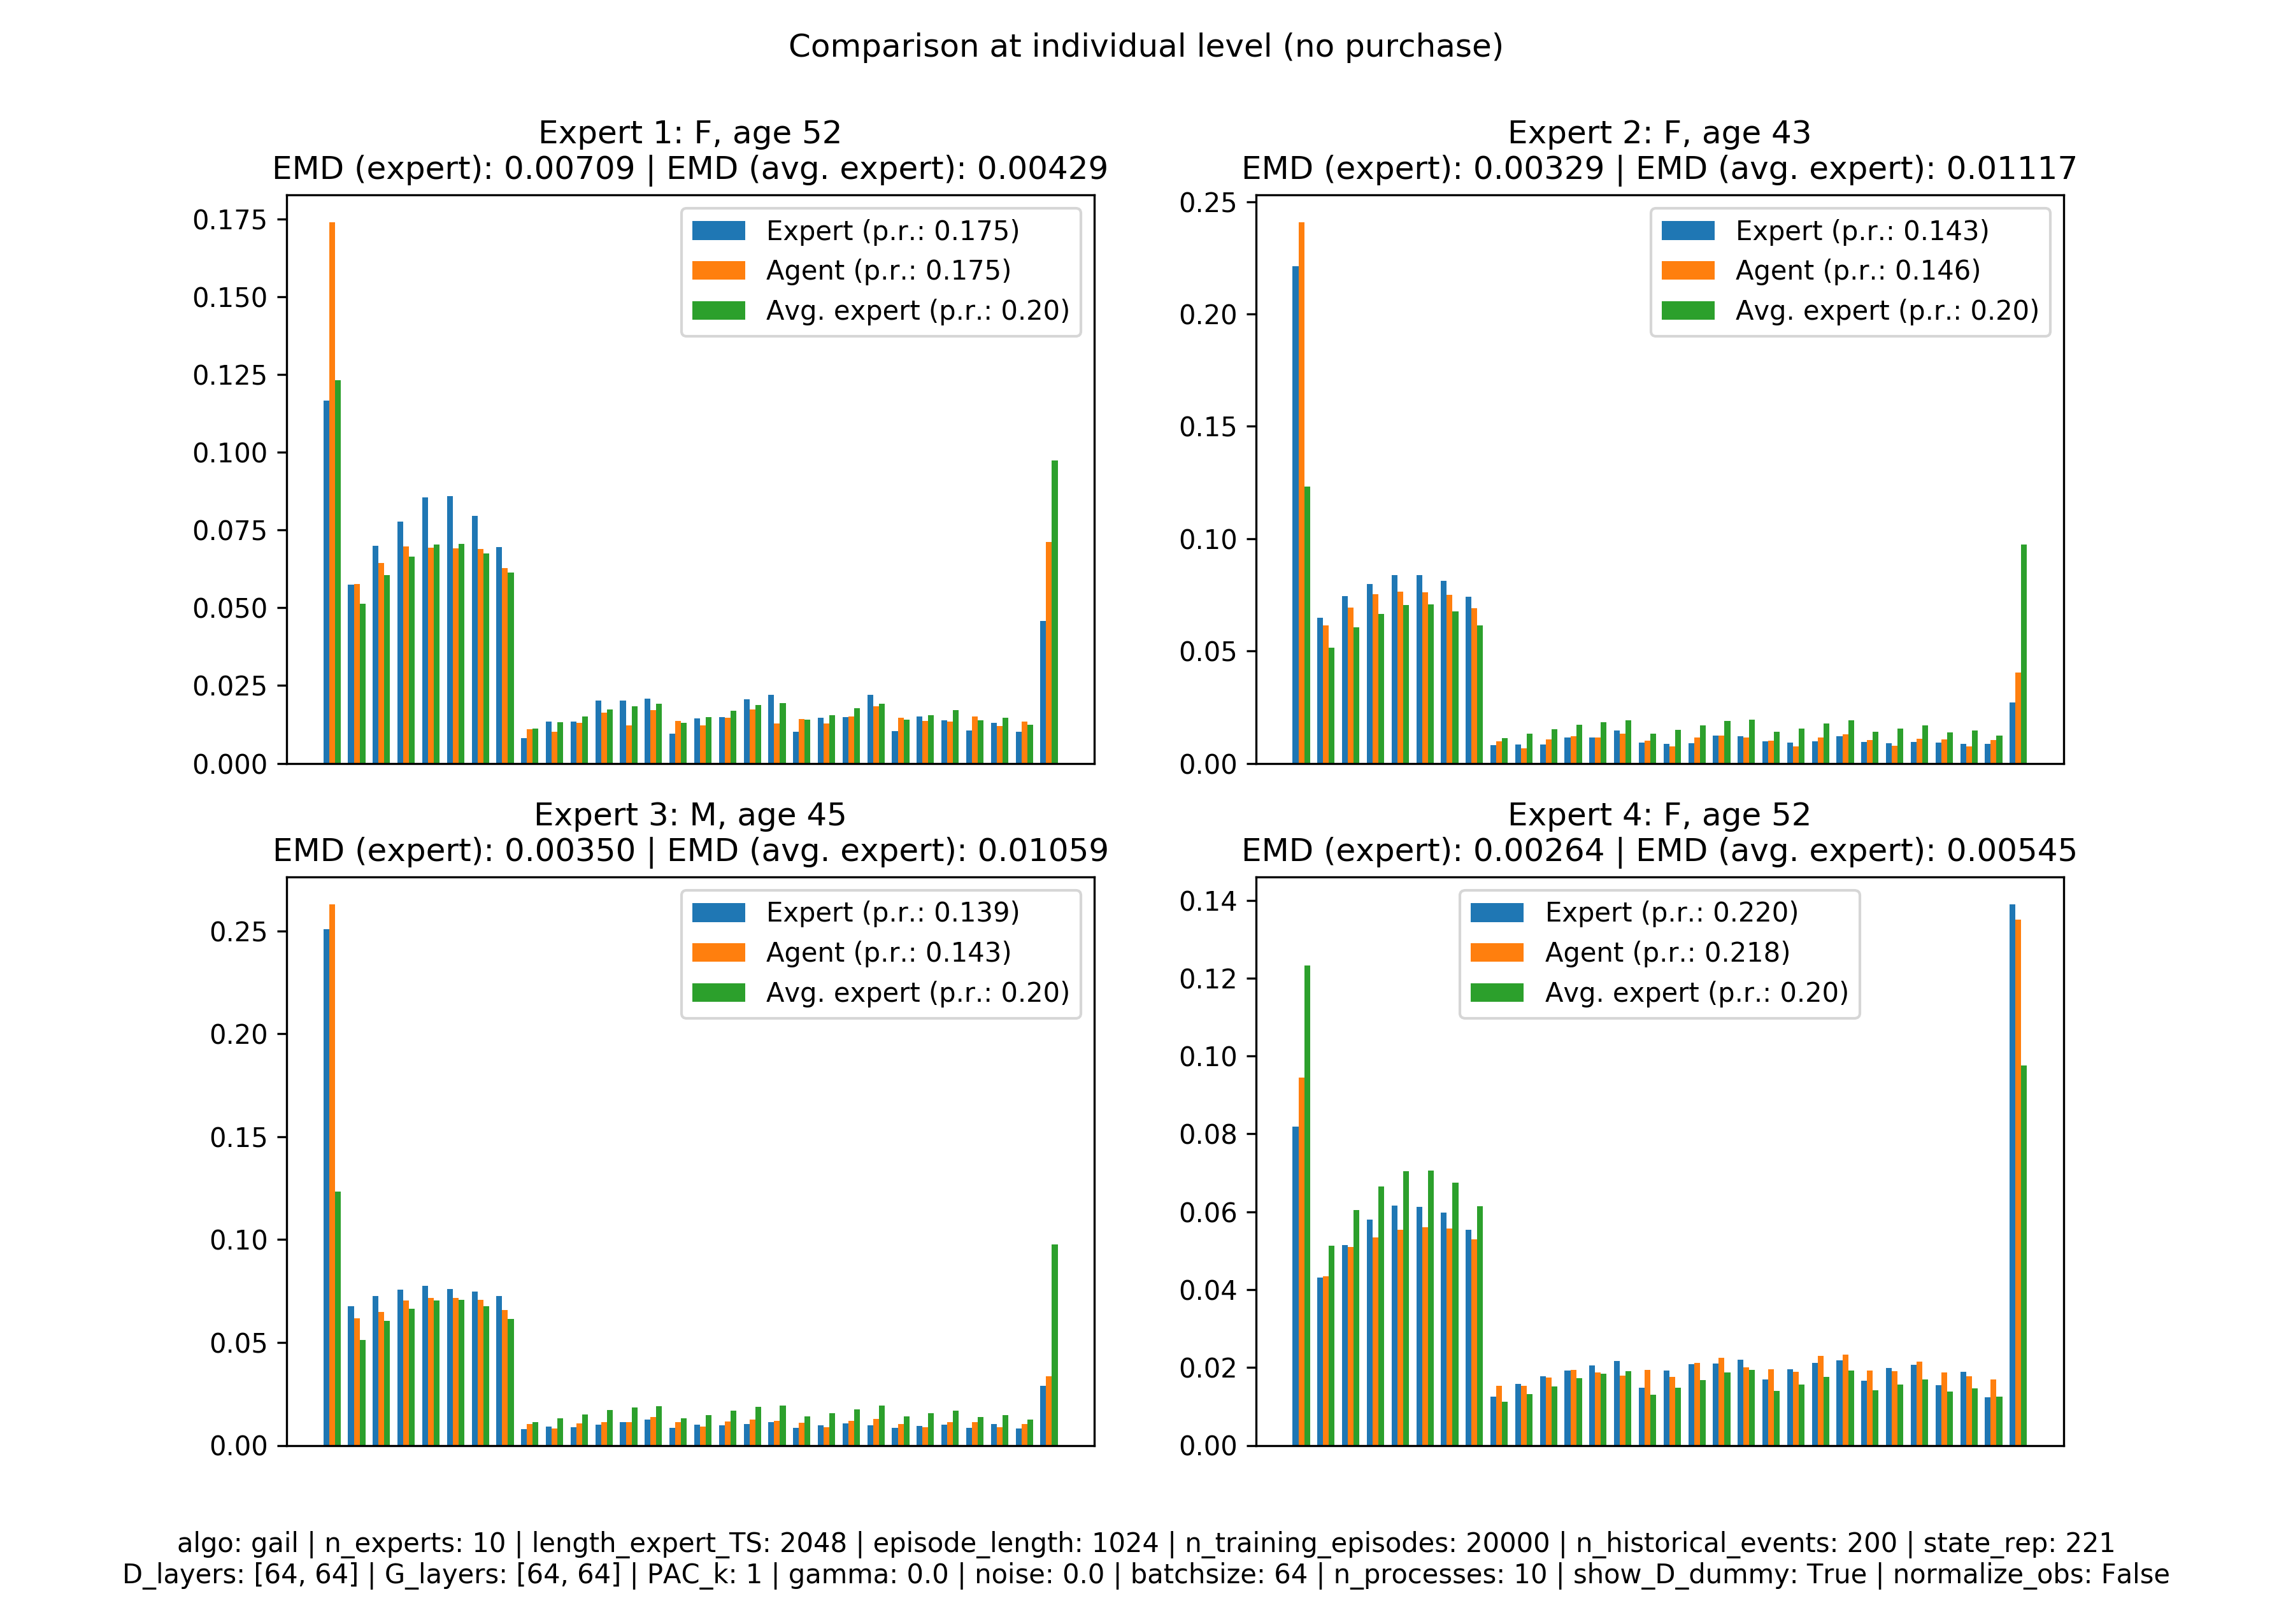 Comparison at individual level (no purchase)
Expert 1: F, age 52
EMD (expert): 0.00709 | EMD (avg. expert): 0.00429
0.175
0.150
0.125
0.100
0.075
0.050
0.025
0.000
Expert (p.r.: 0.175)
Agent (p.r.: 0.175)
Avg. expert (p.r.: 0.20)
Expert 2: F, age 43
EMD (expert): 0.00329 | EMD (avg. expert): 0.01117
0.25
0.20
0.15
0.10
0.05
0.00
Expert (p.r.: 0.143)
Agent (p.r.: 0.146)
Avg. expert (p.r.: 0.20)
Expert 3: M, age 45
EMD (expert): 0.00350 | EMD (avg. expert): 0.01059
0.25
0.20
0.15
0.10
0.05
0.00
Expert (p.r.: 0.139)
Agent (p.r.: 0.143)
Avg. expert (p.r.: 0.20)
Expert 4: F, age 52
EMD (expert): 0.00264 | EMD (avg. expert): 0.00545
0.14
0.12
0.10
0.08
0.06
0.04
0.02
0.00
Expert (p.r.: 0.220)
Agent (p.r.: 0.218)
Avg. expert (p.r.: 0.20)
algo: gail | n_experts: 10 | length_expert_TS: 2048 | episode_length: 1024 | n_training_episodes: 20000 | n_historical_events: 200 | state_rep: 221
D_layers: [64, 64] | G_layers: [64, 64] | PAC_k: 1 | gamma: 0.0 | noise: 0.0 | batchsize: 64 | n_processes: 10 | show_D_dummy: True | normalize_obs: False